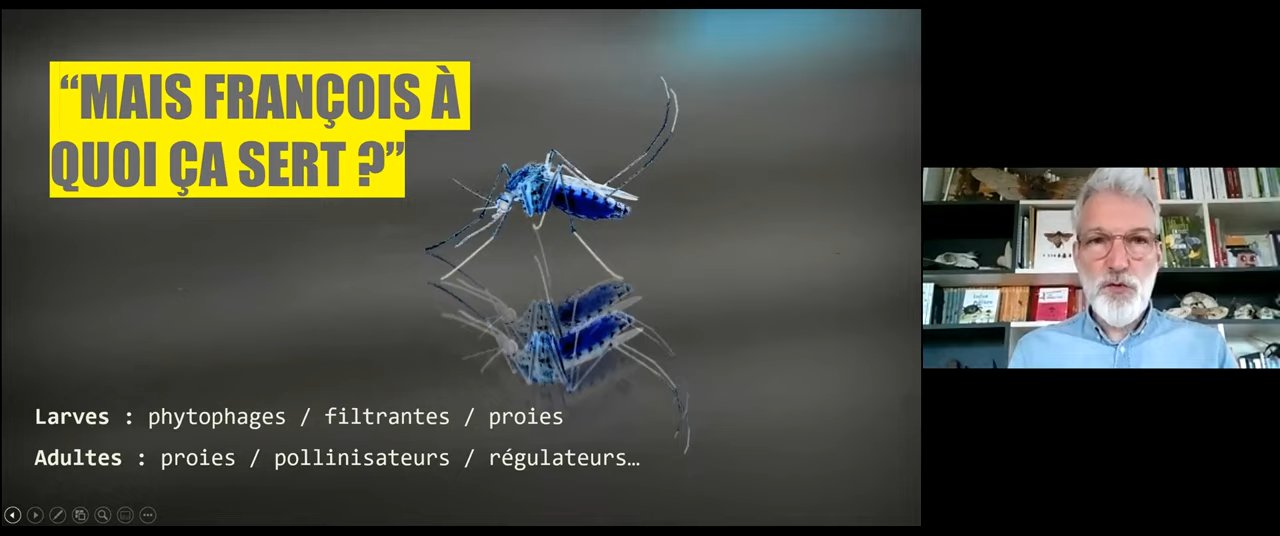 “MAIS FRANÇOIS À
QUOI ÇA SERT ?”
Larves : phytophages / filtrantes / proies
Adultes : proies / pollinisateurs / régulateurs…